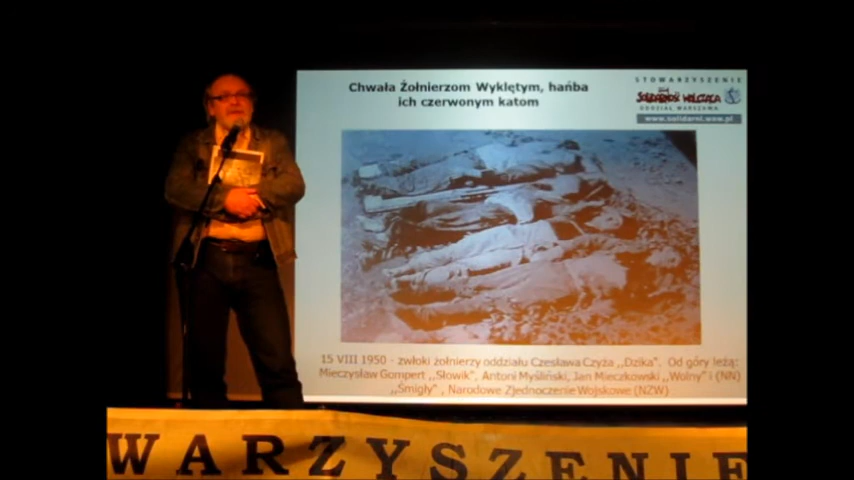 Chwała Żołnierzom Wyklętym, hańba
ich czerwonym katom
STOWARZYSZENIE
SOLIDARNOŚĆ WALCZĄCA
ODDZIAŁ WARSZAWA
www.solidarni.waw.pl
15 VIII 1950 - zwłoki żołnierzy oddziału Czesława Czyża ,,Dzika". Od góry leżą:
Mieczysław Gompert ,,Słowik", Antoni Myśliński, Jan Mieczkowski ,,Wolny" i (NN)
,,Śmigły" , Narodowe Zjednoczenie Wojskowe (NZW)
WARZYSZENIE